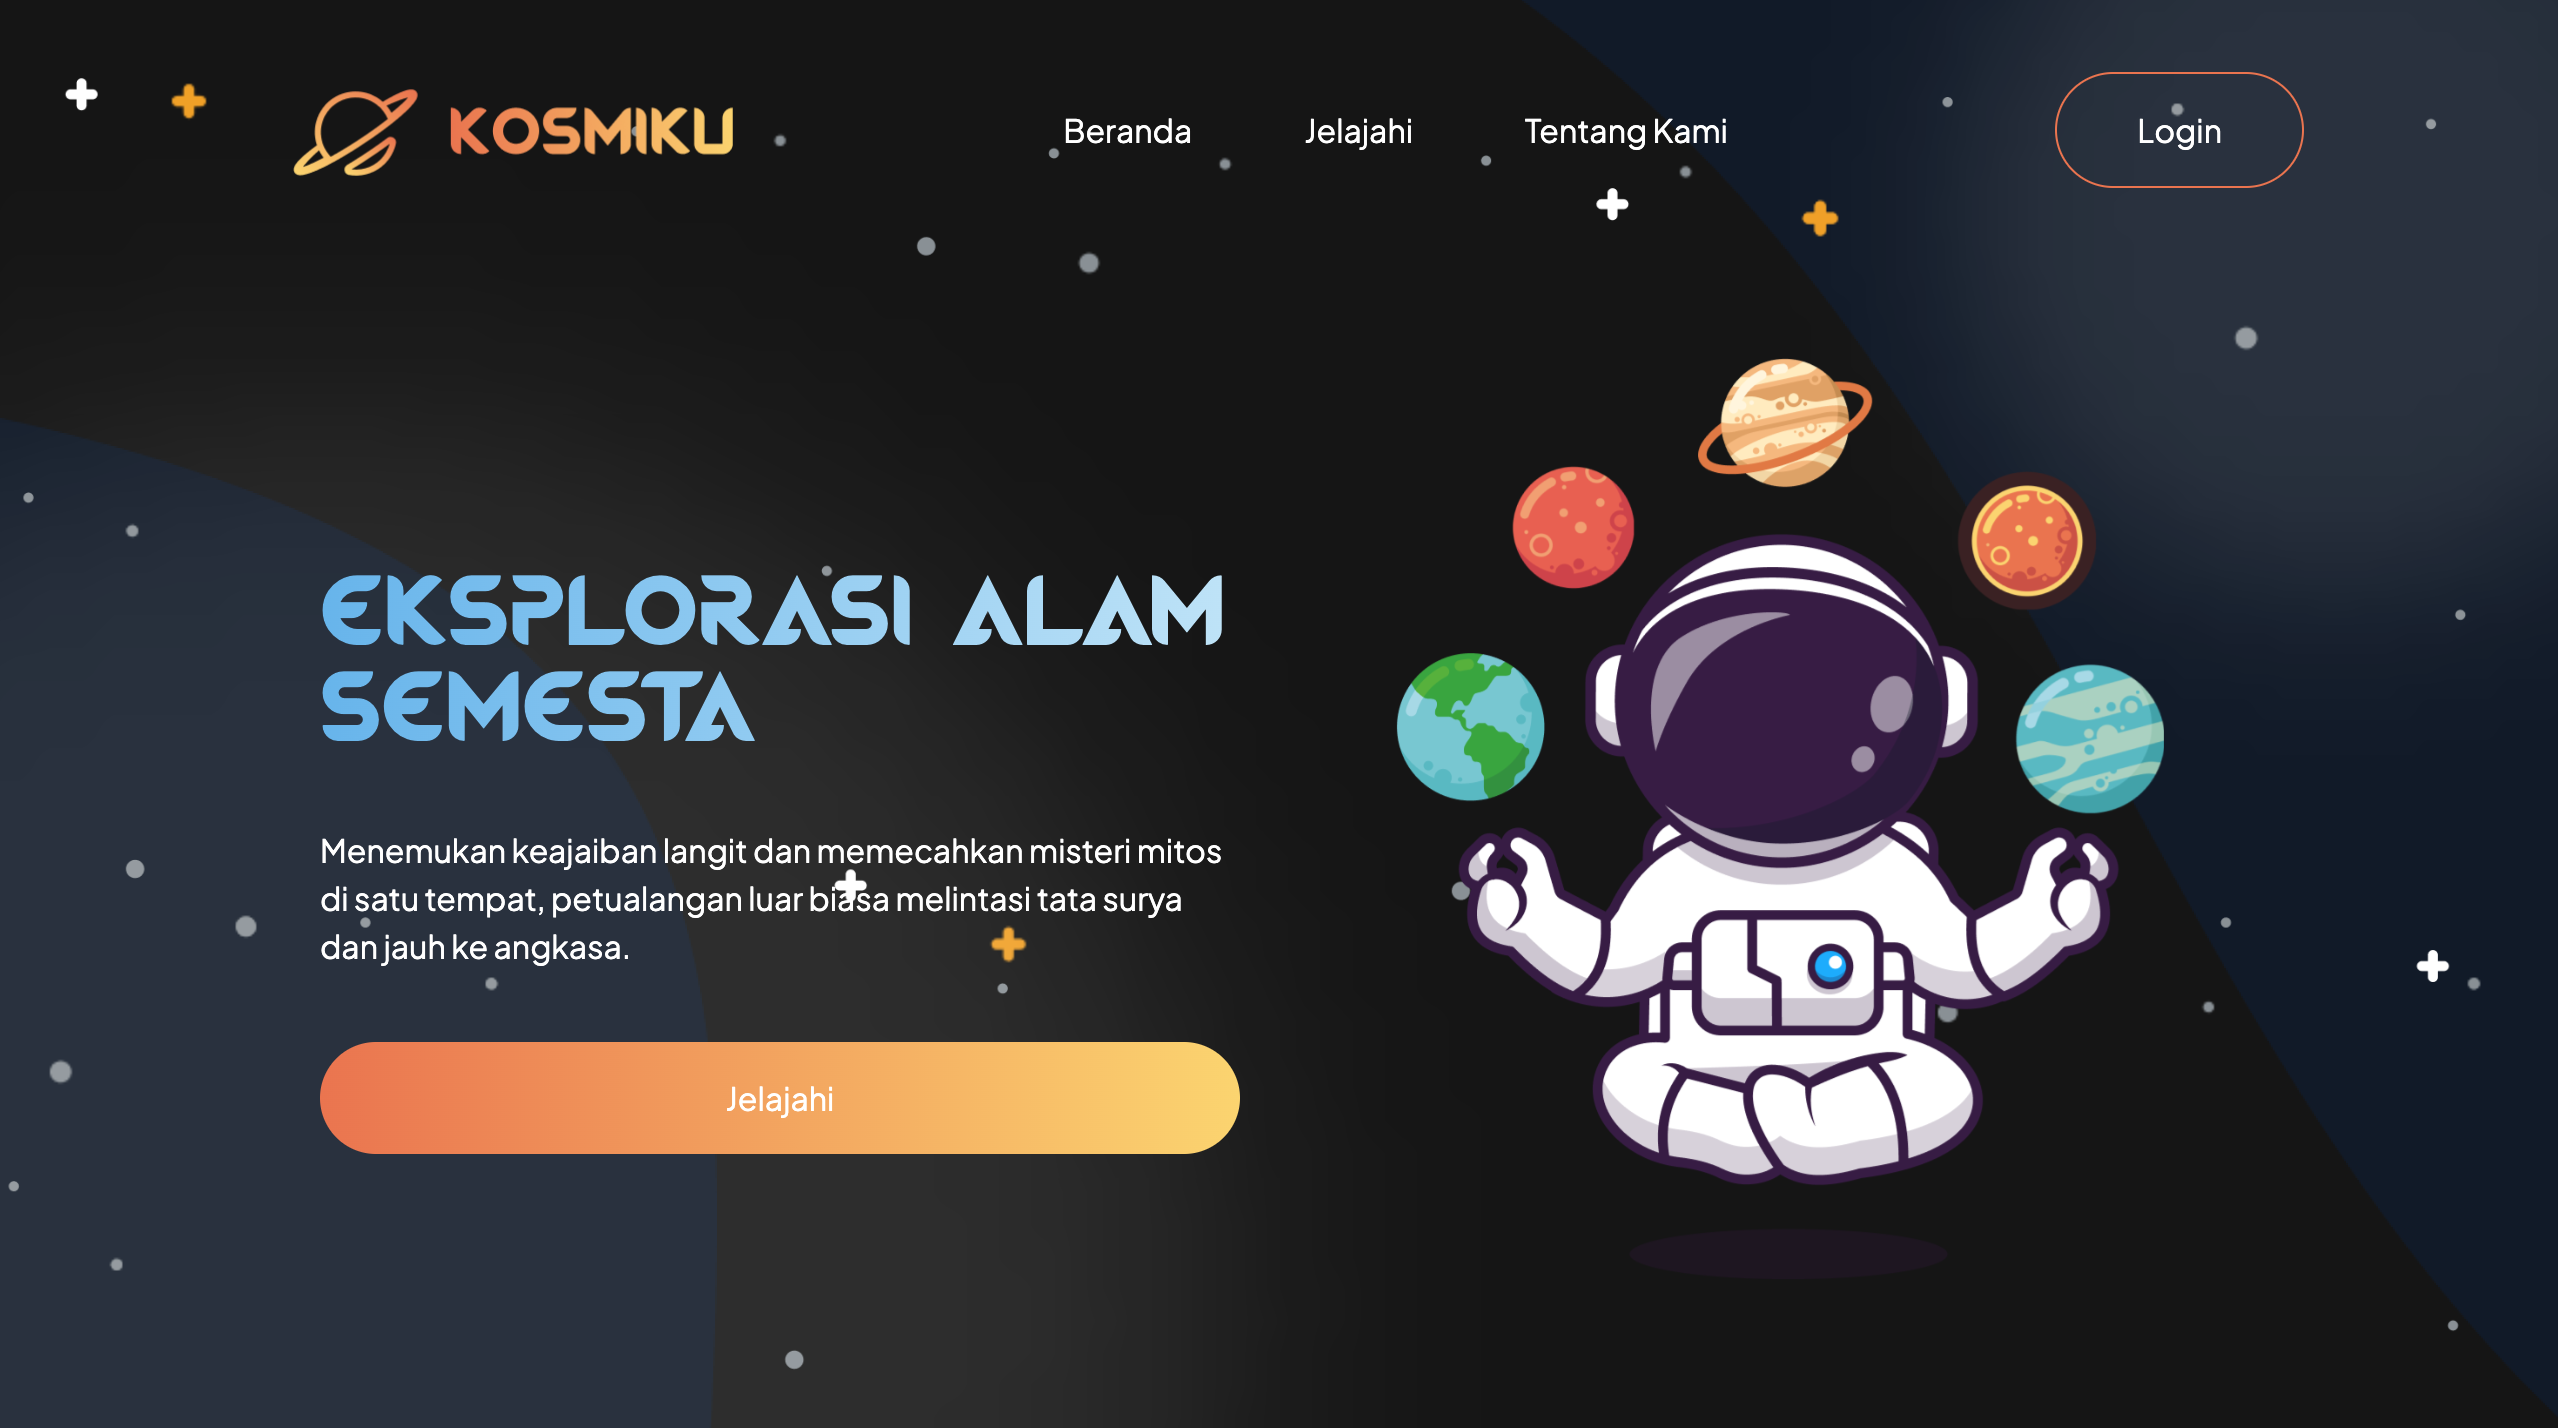 KOSMIKU
Beranda
Jelajahi
Tentang Kami
Login
EKSPLORASI ALAM
SEMESTA
Menemukan keajaiban langit dan memecahkan misteri mitos
di satu tempat, petualangan luar biasa melintasi tata surya
dan jauh ke angkasa.
Jelajahi